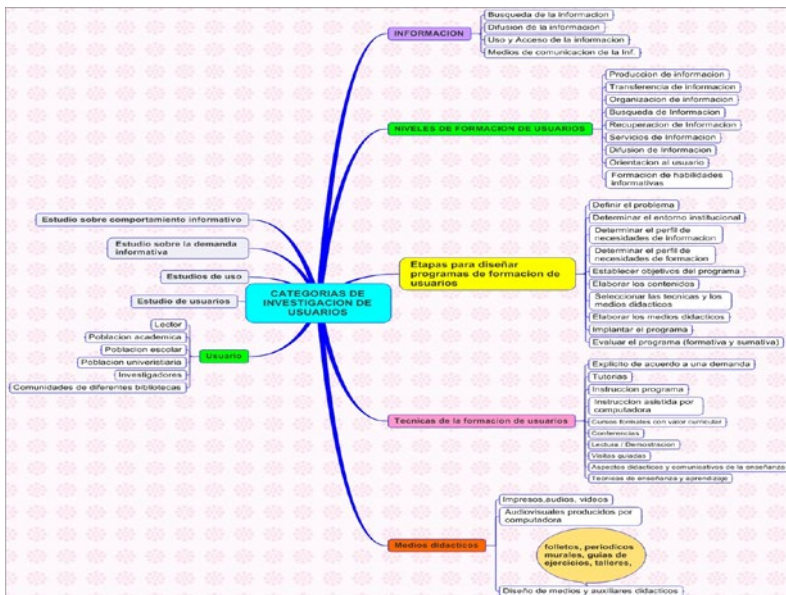 INFORMACION
Busqueda de la Informacion
Difusion de la informacion
Uso y Acceso de la informacion
Medios de comunicacion de la Inf.
NIVELES DE FORMACION DE USUARIOS
Produccion de informacion
Transferencia de informacion
Organizacion de informacion
Busqueda de Informacion
Recuperacion de Informacion
Servicios de Informacion
Difusion de Informacion
Orientacion al usuario
Formacion de habilidades
informativas
Etapas para diseñar
programas de formacion de
usuarios
Definir el problema
Determinar el entorno institucional
Determinar el perfil de
necesidades de informacion
Determinar el perfil de
necesidades de formacion
Establecer objetivos del programa
Elaborar los contenidos
Seleccionar las tecnicas y los
medios didacticos
Elaborar los medios didacticos
Implantar el programa
Evaluar el programa (formativa y sumativa)
Estudio sobre comportamiento informativo
Estudio sobre la demanda
informativa
Estudios de uso
Estudio de usuarios
CATEGORIAS DE
INVESTIGACION DE
USUARIOS
Usuario
Lector
Poblacion academica
Poblacion escolar
Poblacion univeristiaria
Investigadores
Comunidades de diferentes bibliotecas
Tecnicas de la formacion de usuarios
Explicito de acuerdo a una demanda
Tutorias
Instruccion programa
Instruccion asistida por
computadora
Cursos formales con valor curricular
Conferencias
Lectura / Demostracion
Visitas guiadas
Aspectos didacticos y comunicativos de la enseñanza
Tecnicas de enseñanza y aprendizaje
Medios didacticos
Impresos,audios, videos
Audiovisuales producidos por
computadora
folletos, periodicos
murales, guias de
ejercicios, talleres,
Diseño de medios y auxiliares didacticos